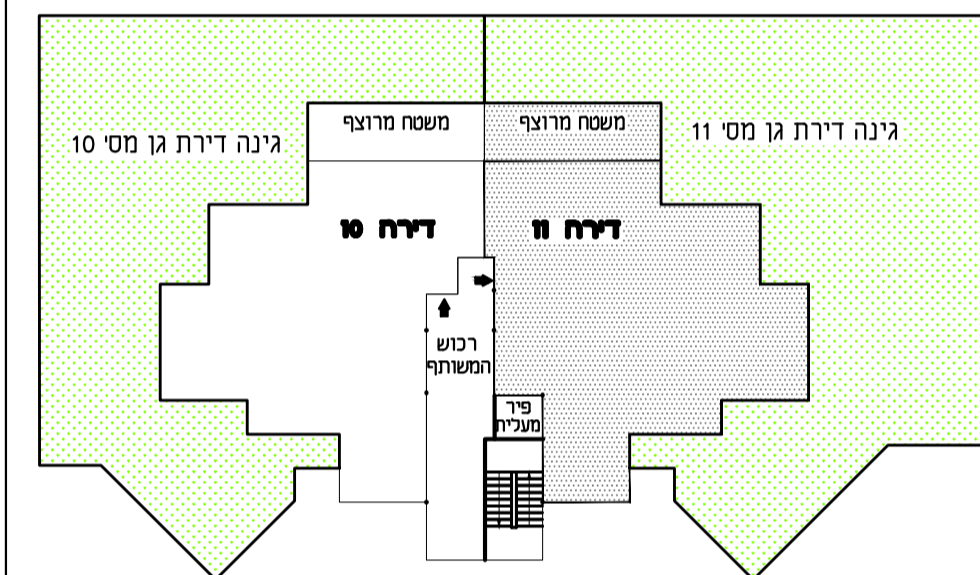 משטח מרוצף
משטח מרוצף
גינה דירת גן מס' 11
גינה דירת גן מס' 10
דירה 11
דירה 10
רכוש
המשותף
פיר
מעלית